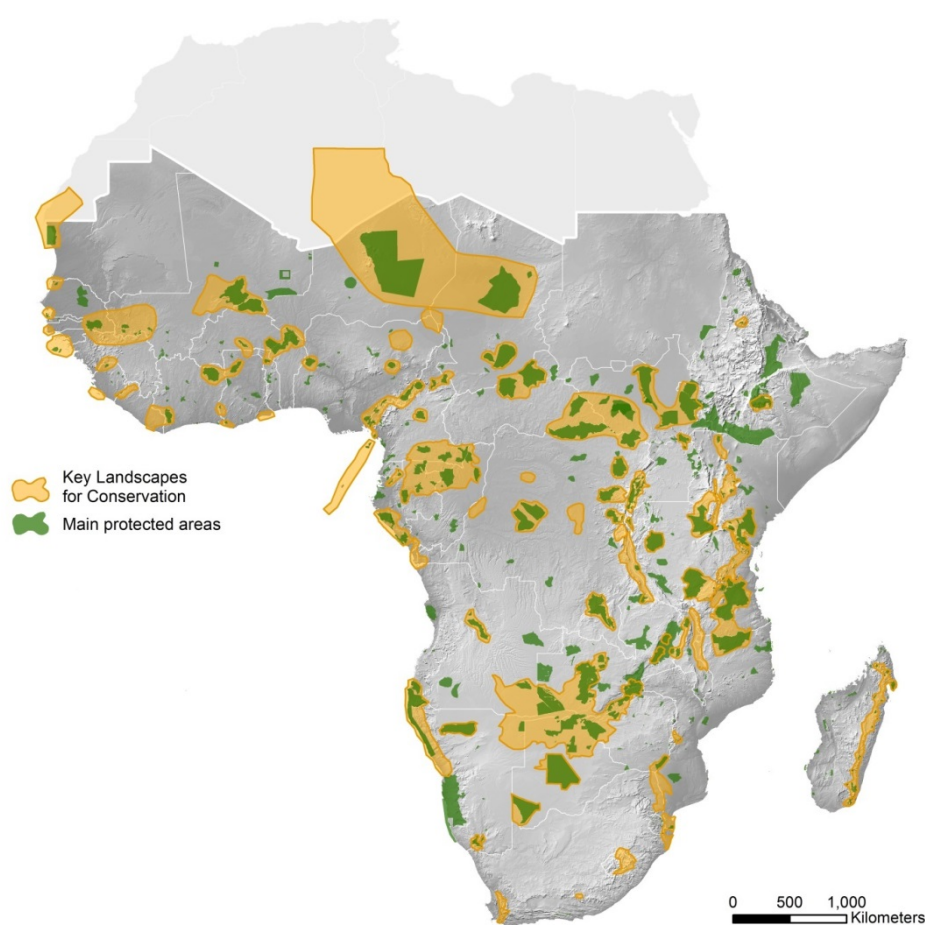 Key Landscapes
for Conservation
Main protected areas
0 500 1,000
Kilometers